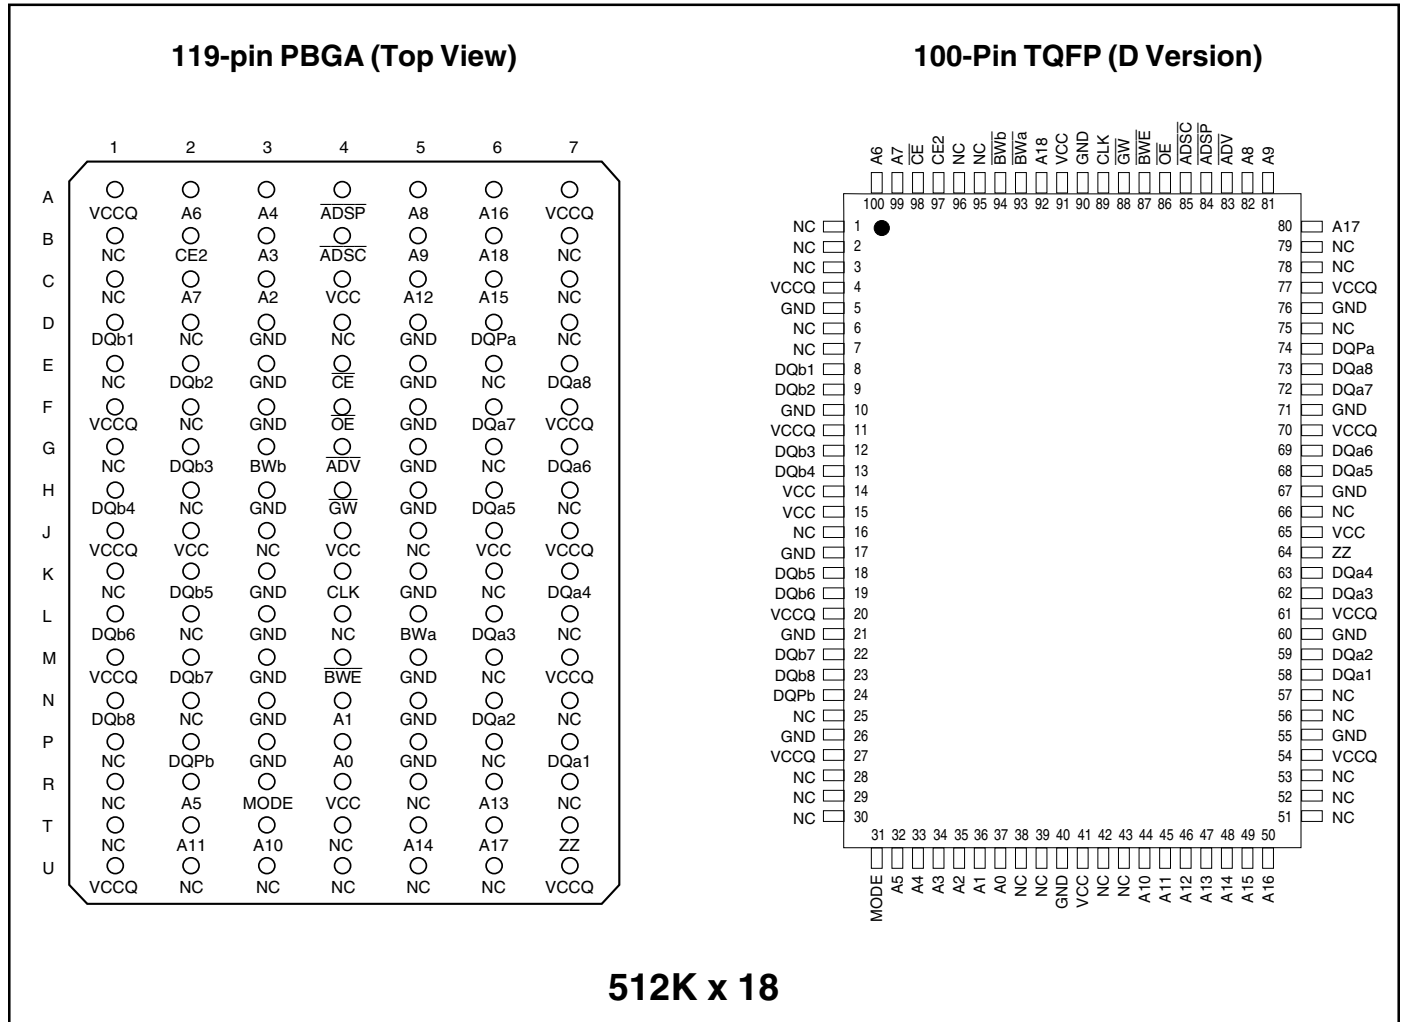 119-pin PBGA (Top View)
1 2 3 4 5 6 7
A
VCCQ A6 A4 ADSP A8 A16 VCCQ
B
NC CE2 A3 ADSC A9 A18 NC
C
NC A7 A2 VCC A12 A15 NC
D
DQb1 NC GND NC GND DQPa NC
E
NC DQb2 GND CE GND NC DQa8
F
VCCQ NC GND OE GND DQa7 VCCQ
G
NC DQb3 BWb ADV GND NC DQa6
H
DQb4 NC GND GW GND DQa5 NC
J
VCCQ VCC NC VCC NC VCC VCCQ
K
NC DQb5 GND CLK GND NC DQa4
L
DQb6 NC GND NC BWa DQa3 NC
M
VCCQ DQb7 GND BWE GND NC VCCQ
N
DQb8 NC GND A1 GND DQa2 NC
P
NC DQPb GND A0 GND NC DQa1
R
NC A5 MODE VCC NC A13 NC
T
NC A11 A10 NC A14 A17 ZZ
U
VCCQ NC NC NC NC NC VCCQ
100-Pin TQFP (D Version)
A6 A7 CE CE2 NC NC BWb BWa A18 VCC GND CLK GW BWE OE ADSC ADSP ADV A8 A9
100 99 98 97 96 95 94 93 92 91 90 89 88 87 86 85 84 83 82 81
NC 1 80 A17
NC 2 79 NC
NC 3 78 NC
VCCQ 4 77 VCCQ
GND 5 76 GND
NC 6 75 NC
NC 7 74 DQPa
DQb1 8 73 DQa8
DQb2 9 72 DQa7
GND 10 71 GND
VCCQ 11 70 VCCQ
DQb3 12 69 DQa6
DQb4 13 68 DQa5
VCC 14 67 GND
VCC 15 66 NC
NC 16 65 VCC
GND 17 64 ZZ
DQb5 18 63 DQa4
DQb6 19 62 DQa3
VCCQ 20 61 VCCQ
GND 21 60 GND
DQb7 22 59 DQa2
DQb8 23 58 DQa1
DQPb 24 57 NC
NC 25 56 NC
GND 26 55 GND
VCCQ 27 54 VCCQ
NC 28 53 NC
NC 29 52 NC
NC 30 51 NC
31 32 33 34 35 36 37 38 39 40 41 42 43 44 45 46 47 48 49 50
MODE A5 A4 A3 A2 A1 A0 NC NC GND VCC NC NC A10 A11 A12 A13 A14 A15 A16
512K x 18